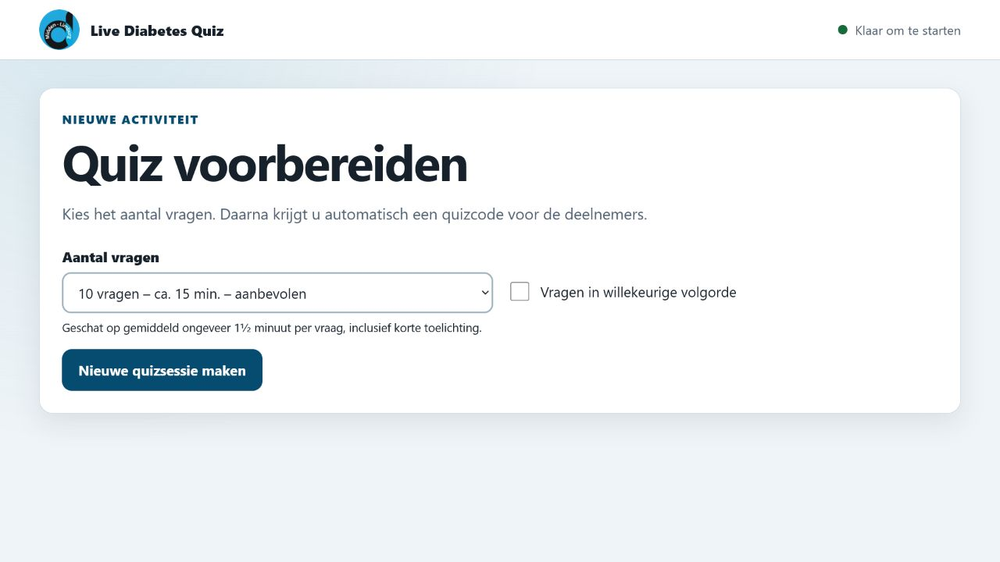 Midden - Limburg
Live Diabetes Quiz
Klaar om te starten
NIEUWE ACTIVITEIT
Quiz voorbereiden
Kies het aantal vragen. Daarna krijgt u automatisch een quizcode voor de deelnemers.
Aantal vragen
10 vragen – ca. 15 min. – aanbevolen
Vragen in willekeurige volgorde
Geschat op gemiddeld ongeveer 1½ minuut per vraag, inclusief korte toelichting.
Nieuwe quizsessie maken